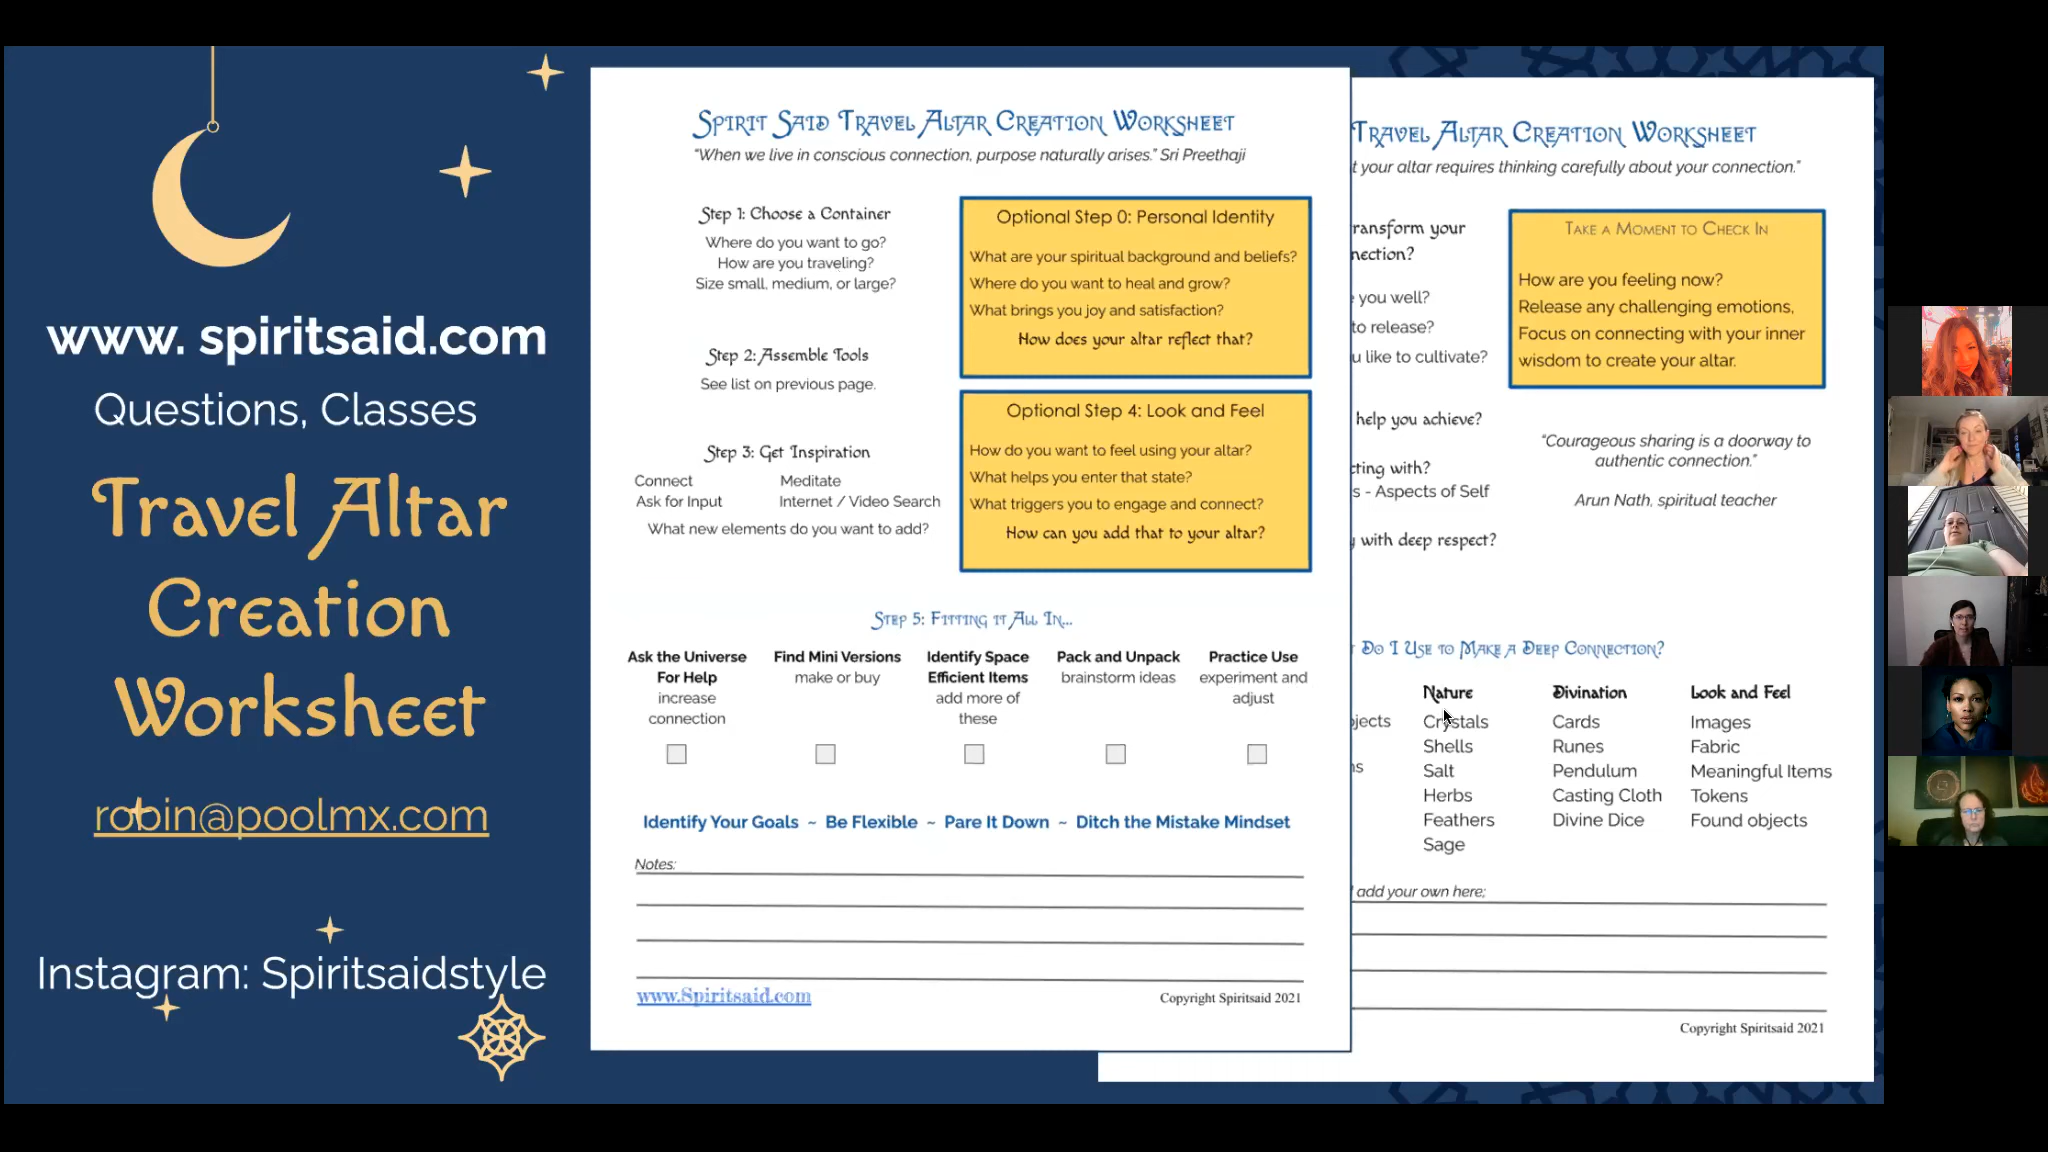 www. spiritsaid.com
Questions, Classes
Travel Altar
Creation
Worksheet
robin@poolmx.com
Instagram: Spiritsaidstyle
Spirit Said Travel Altar Creation Worksheet
"When we live in conscious connection, purpose naturally arises." Sri Preethaji
Step 1: Choose a Container
Where do you want to go?
How are you traveling?
Size small, medium, or large?
Step 2: Assemble Tools
See list on previous page.
Step 3: Get Inspiration
Connect Meditate
Ask for Input Internet / Video Search
What new elements do you want to add?
Optional Step 0: Personal Identity
What are your spiritual background and beliefs?
Where do you want to heal and grow?
What brings you joy and satisfaction?
How does your altar reflect that?
Optional Step 4: Look and Feel
How do you want to feel using your altar?
What helps you enter that state?
What triggers you to engage and connect?
How can you add that to your altar?
Step 5: Fitting it All In...
Ask the Universe
For Help
increase
connection
Find Mini Versions
make or buy
Identify Space
Efficient Items
add more of
these
Pack and Unpack
brainstorm ideas
Practice Use
experiment and
adjust
Identify Your Goals ~ Be Flexible ~ Pare It Down ~ Ditch the Mistake Mindset
Notes:
www.Spiritsaid.com
Copyright Spiritsaid 2021
Travel Altar Creation Worksheet
t your altar requires thinking carefully about your connection."
ransform your
nection?
you well?
to release?
u like to cultivate?
help you achieve?
cting with?
s - Aspects of Self
with deep respect?
Take a Moment to Check In
How are you feeling now?
Release any challenging emotions,
Focus on connecting with your inner
wisdom to create your altar.
"Courageous sharing is a doorway to
authentic connection."
Arun Nath, spiritual teacher
Do I Use to Make a Deep Connection?
jects
ns
Nature
Crystals
Shells
Salt
Herbs
Feathers
Sage
Divination
Cards
Runes
Pendulum
Casting Cloth
Divine Dice
Look and Feel
Images
Fabric
Meaningful Items
Tokens
Found objects
add your own here:
Copyright Spiritsaid 2021